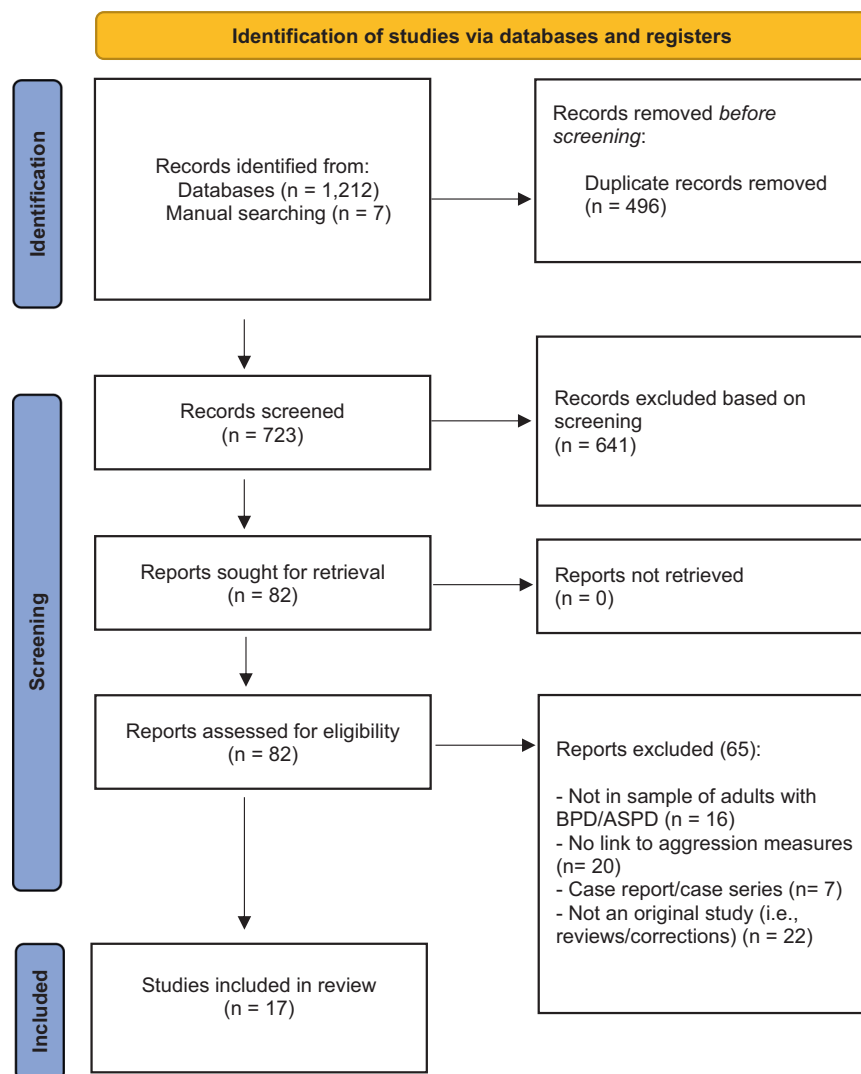 Identification of studies via databases and registers
Identification
Records identified from:
Databases (n = 1,212)
Manual searching (n = 7)
Records removed before
screening:
Duplicate records removed
(n = 496)
Screening
Records screened
(n = 723)
Records excluded based on
screening
(n = 641)
Reports sought for retrieval
(n = 82)
Reports not retrieved
(n = 0)
Reports assessed for eligibility
(n = 82)
Reports excluded (65):
- Not in sample of adults with
BPD/ASPD (n = 16)
- No link to aggression measures
(n= 20)
- Case report/case series (n= 7)
- Not an original study (i.e.,
reviews/corrections) (n = 22)
Included
Studies included in review
(n = 17)